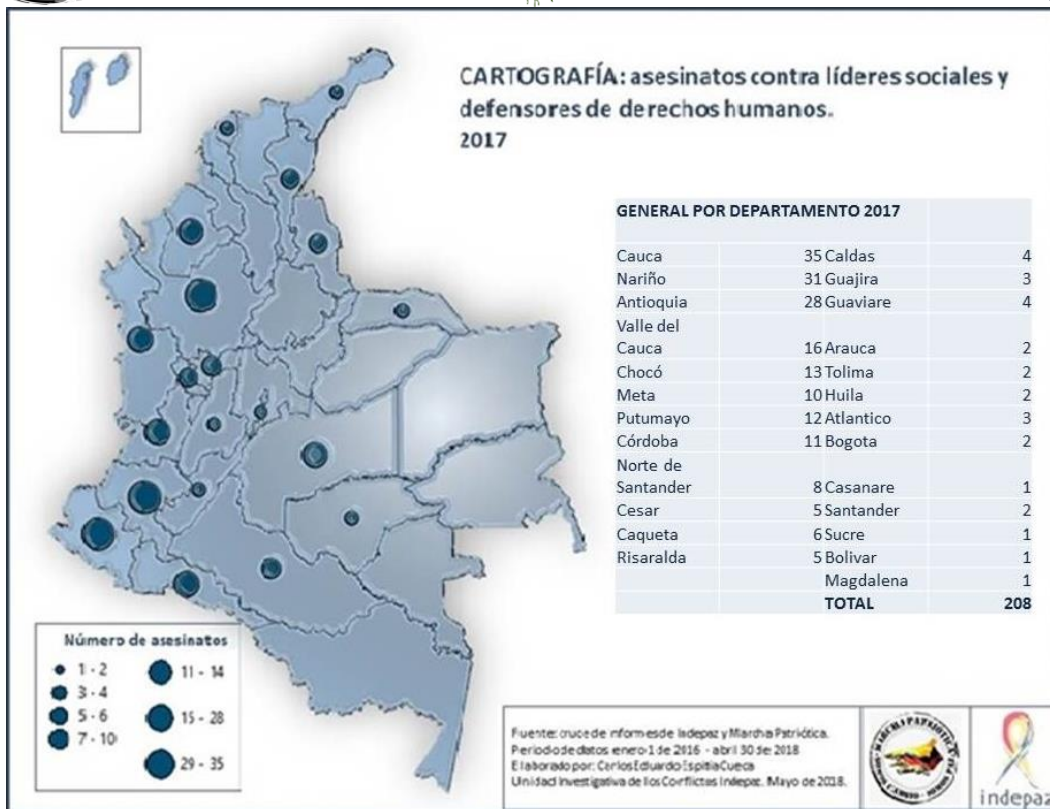 CARTOGRAFÍA: asesinatos contra líderes sociales y
defensores de derechos humanos.
2017
GENERAL POR DEPARTAMENTO 2017
Cauca 35 Caldas 4
Nariño 31 Guajira 3
Antioquia 28 Guaviare 4
Valle del
Cauca 16 Arauca 2
Chocó 13 Tolima 2
Meta 10 Huila 2
Putumayo 12 Atlantico 3
Córdoba 11 Bogota 2
Norte de
Santander 8 Casanare 1
Cesar 5 Santander 2
Caqueta 6 Sucre 1
Risaralda 5 Bolivar 1
Magdalena 1
TOTAL 208
Número de asesinatos
1 - 2
3 - 4
5 - 6
7 - 10
11 - 14
15 - 28
29 - 35
Fuente: cruce de informes de Indepaz y Marcha Patriótica.
Periodo de datos enero 1 de 2016 - abril 30 de 2018
Elaborado por: Carlos Eduardo Espitia Cueca
Unidad Investigativa de los Conflictos Indepaz. Mayo de 2018.
MARCHA PATRIÓTICA
indepaz